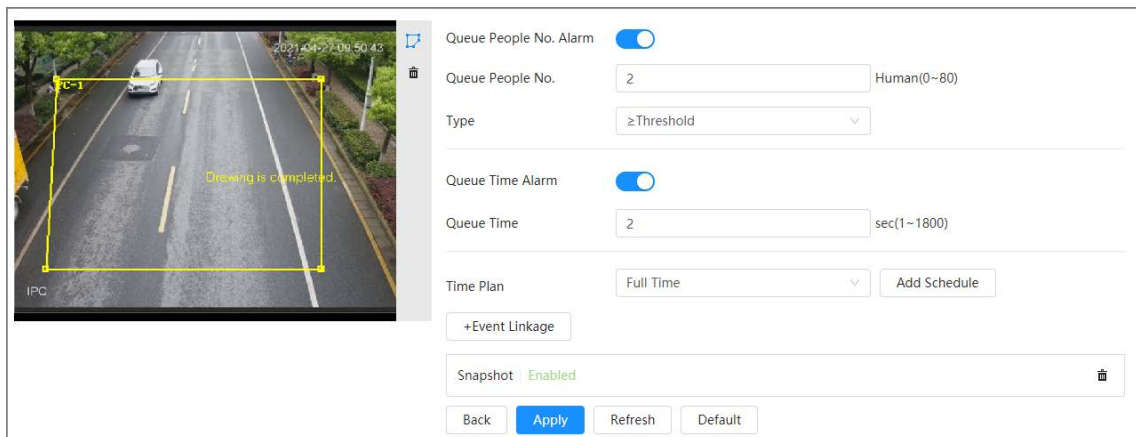 2021-04-27 09:50:43
PC-1
Drawing is completed.
IPC
Queue People No. Alarm
Queue People No. 2 Human(0~80)
Type ≥Threshold
Queue Time Alarm
Queue Time 2 sec(1~1800)
Time Plan Full Time Add Schedule
+Event Linkage
Snapshot Enabled
Back Apply Refresh Default